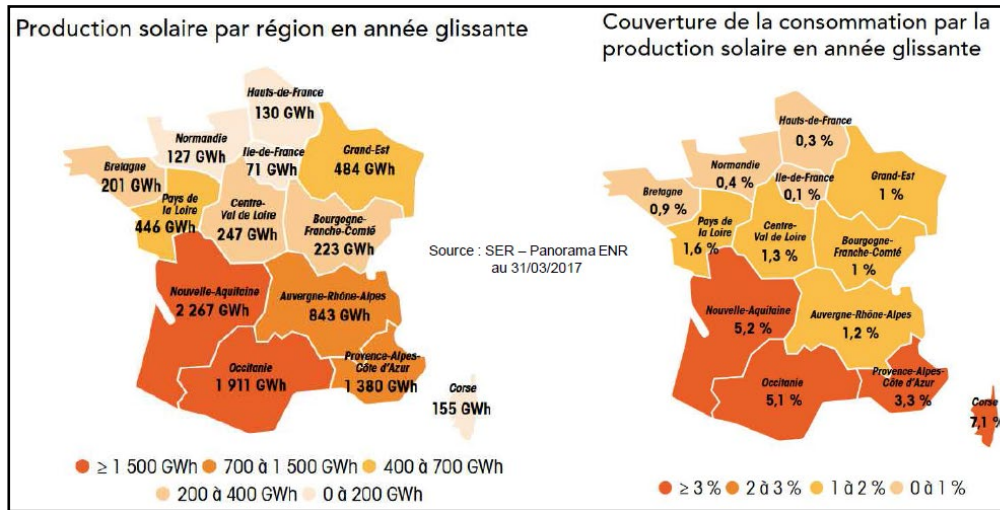 Production solaire par région en année glissante
Hauts-de-France
130 GWh
Normandie
127 GWh
Ile-de-France
71 GWh
Grand-Est
484 GWh
Bretagne
201 GWh
Pays de
la Loire
446 GWh
Centre-
Val de Loire
247 GWh
Bourgogne-
Franche-Comté
223 GWh
Nouvelle-Aquitaine
2 267 GWh
Auvergne-Rhône-Alpes
843 GWh
Occitanie
1 911 GWh
Provence-Alpes-
Côte d'Azur
1 380 GWh
Corse
155 GWh
≥ 1 500 GWh 700 à 1 500 GWh 400 à 700 GWh
200 à 400 GWh 0 à 200 GWh
Source : SER – Panorama ENR
au 31/03/2017
Couverture de la consommation par la
production solaire en année glissante
Hauts-de-France
0,3 %
Normandie
0,4 %
Ile-de-France
0,1 %
Grand-Est
1 %
Bretagne
0,9 %
Pays de
la Loire
1,6 %
Centre-
Val de Loire
1,3 %
Bourgogne-
Franche-Comté
1 %
Nouvelle-Aquitaine
5,2 %
Auvergne-Rhône-Alpes
1,2 %
Occitanie
5,1 %
Provence-Alpes-
Côte d'Azur
3,3 %
Corse
7,1 %
≥ 3 % 2 à 3 % 1 à 2 % 0 à 1 %